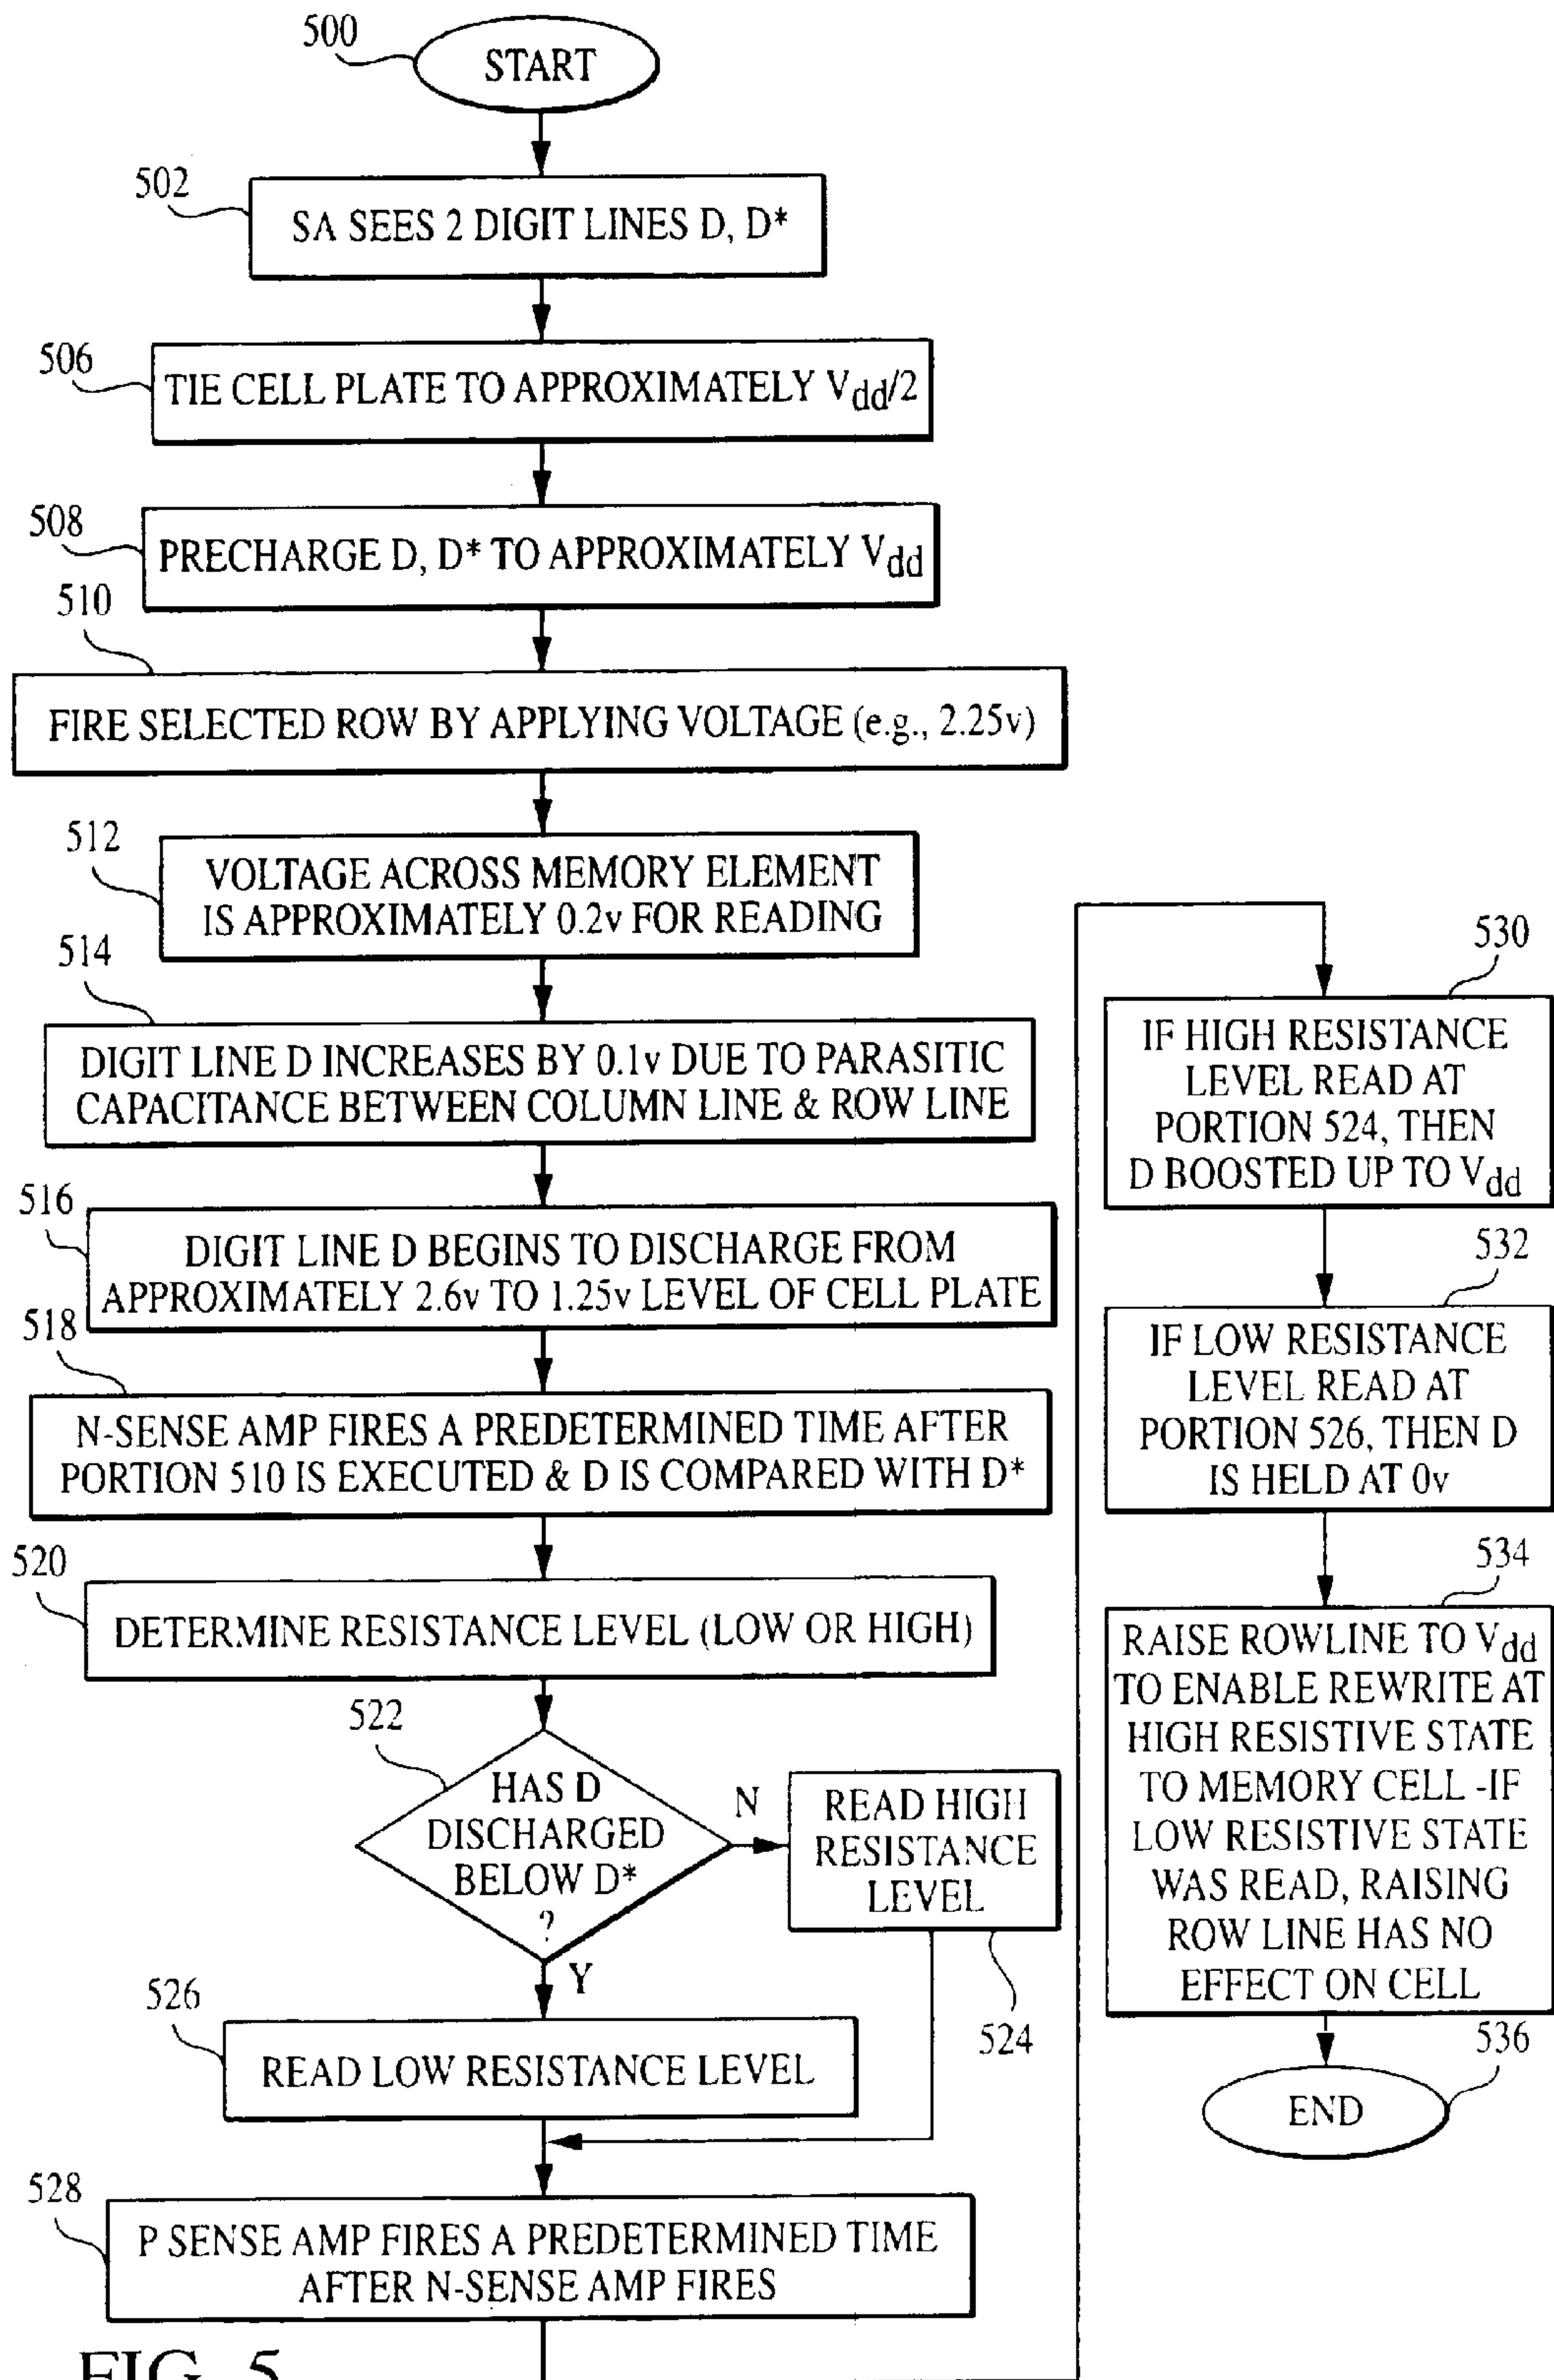 500
START
502
SA SEES 2 DIGIT LINES D, D*
506
TIE CELL PLATE TO APPROXIMATELY Vdd/2
508
PRECHARGE D, D* TO APPROXIMATELY Vdd
510
FIRE SELECTED ROW BY APPLYING VOLTAGE (e.g., 2.25v)
512
VOLTAGE ACROSS MEMORY ELEMENT
IS APPROXIMATELY 0.2v FOR READING
514
DIGIT LINE D INCREASES BY 0.1v DUE TO PARASITIC
CAPACITANCE BETWEEN COLUMN LINE & ROW LINE
516
DIGIT LINE D BEGINS TO DISCHARGE FROM
APPROXIMATELY 2.6v TO 1.25v LEVEL OF CELL PLATE
518
N-SENSE AMP FIRES A PREDETERMINED TIME AFTER
PORTION 510 IS EXECUTED & D IS COMPARED WITH D*
520
DETERMINE RESISTANCE LEVEL (LOW OR HIGH)
522
HAS D
DISCHARGED
BELOW D*
?
N
READ HIGH
RESISTANCE
LEVEL
524
Y
526
READ LOW RESISTANCE LEVEL
528
P SENSE AMP FIRES A PREDETERMINED TIME
AFTER N-SENSE AMP FIRES
530
IF HIGH RESISTANCE
LEVEL READ AT
PORTION 524, THEN
D BOOSTED UP TO Vdd
532
IF LOW RESISTANCE
LEVEL READ AT
PORTION 526, THEN D
IS HELD AT 0v
534
RAISE ROWLINE TO Vdd
TO ENABLE REWRITE AT
HIGH RESISTIVE STATE
TO MEMORY CELL -IF
LOW RESISTIVE STATE
WAS READ, RAISING
ROW LINE HAS NO
EFFECT ON CELL
536
END
FIG. 5